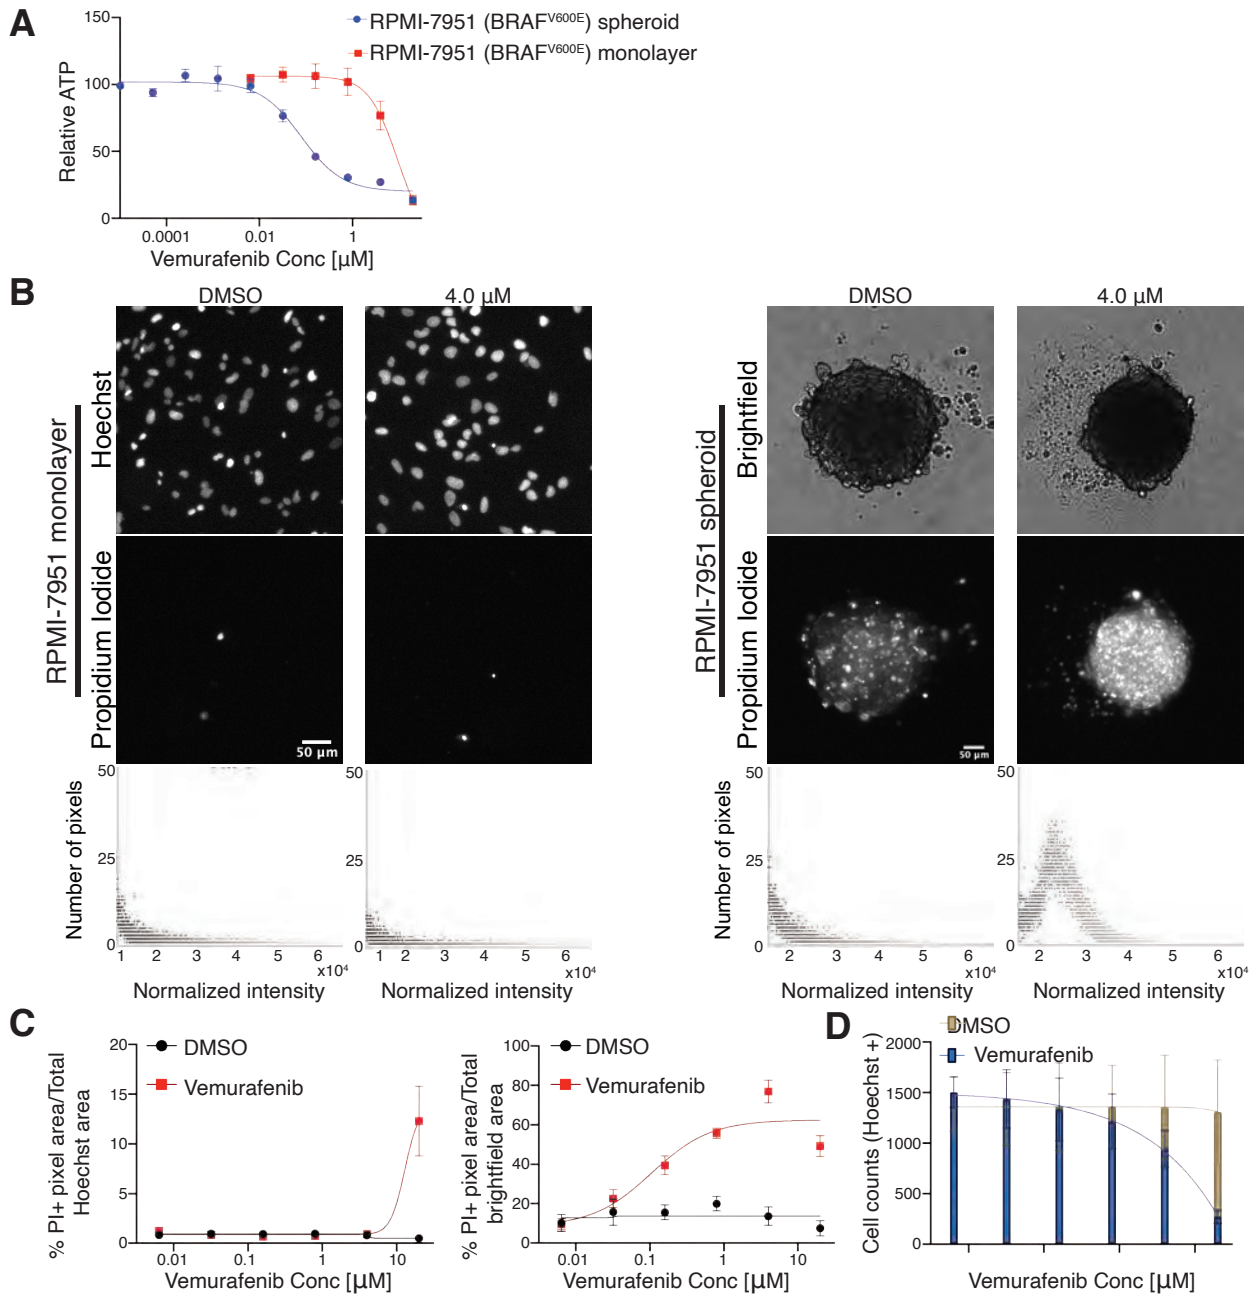 A
150
100
50
0
Relative ATP
RPMI-7951 (BRAFV600E) spheroid
RPMI-7951 (BRAFV600E) monolayer
0.0001 0.01 1
Vemurafenib Conc [µM]
B
DMSO 4.0 µM
RPMI-7951 monolayer
Hoechst
Propidium Iodide
50 µm
Number of pixels
50
25
0
1 2 3 4 5 6
x10⁴
Normalized intensity
50
25
0
1 2 3 4 5 6
x10⁴
Normalized intensity
DMSO 4.0 µM
RPMI-7951 spheroid
Brightfield
Propidium Iodide
50 µm
Number of pixels
50
25
0
2 3 4 5 6
x10⁴
Normalized intensity
50
25
0
2 3 4 5 6
x10⁴
Normalized intensity
C
% PI+ pixel area/Total
Hoechst area
20
15
10
5
0
DMSO
Vemurafenib
0.01 0.1 1 10
Vemurafenib Conc [µM]
% PI+ pixel area/Total
brightfield area
100
80
60
40
20
0
DMSO
Vemurafenib
0.01 0.1 1 10
Vemurafenib Conc [µM]
D
Cell counts (Hoechst +)
2000
1500
1000
500
0
DMSO
Vemurafenib
Vemurafenib Conc [µM]